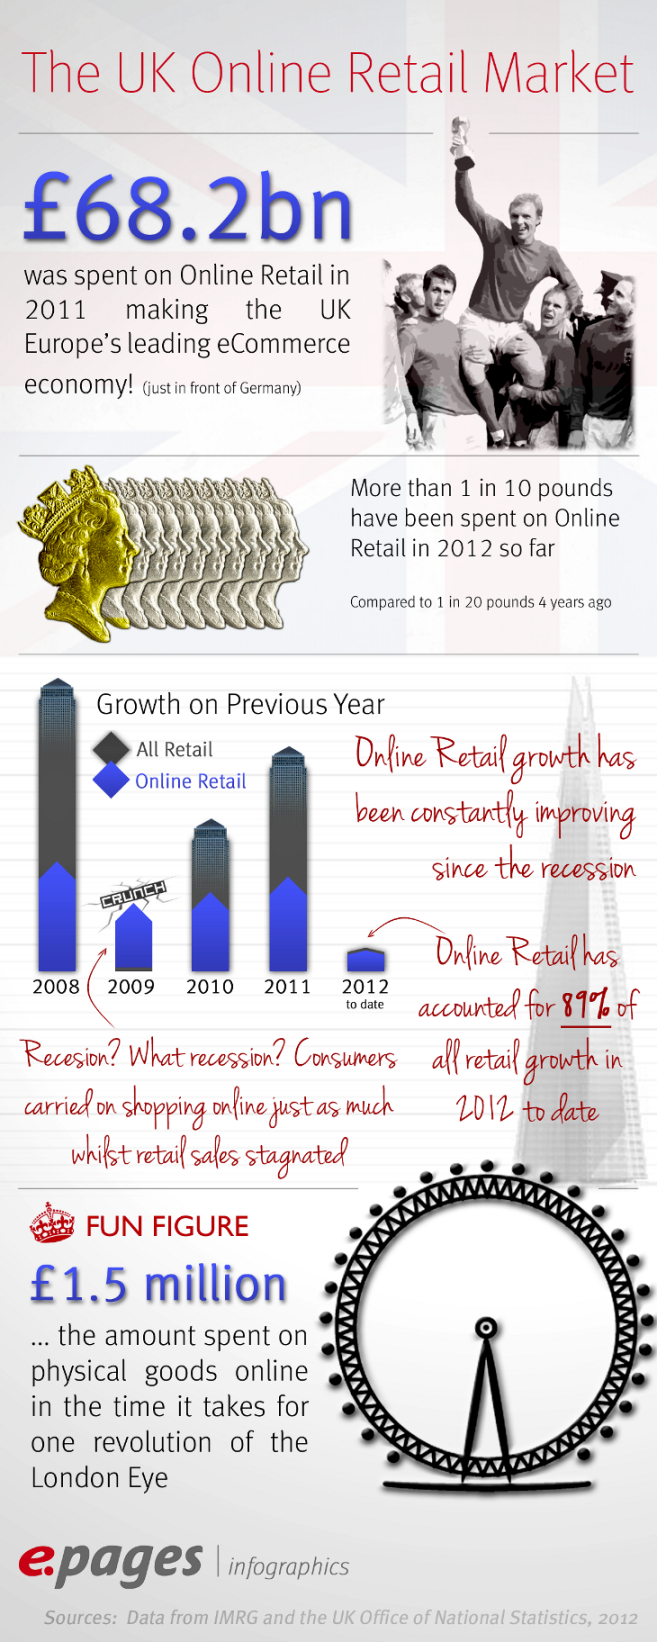 The UK Online Retail Market
£68.2bn
was spent on Online Retail in
2011 making the UK
Europe's leading eCommerce
economy! (just in front of Germany)
More than 1 in 10 pounds
have been spent on Online
Retail in 2012 so far
Compared to 1 in 20 pounds 4 years ago
Growth on Previous Year
All Retail
Online Retail
Online Retail growth has
been constantly improving
since the recession
CRUNCH
2008 2009 2010 2011 2012
to date
Online Retail has
accounted for 89% of
all retail growth in
2012 to date
Recesion? What recession? Consumers
carried on shopping online just as much
whilst retail sales stagnated
FUN FIGURE
£1.5 million
... the amount spent on
physical goods online
in the time it takes for
one revolution of the
London Eye
e.pages | infographics
Sources: Data from IMRG and the UK Office of National Statistics, 2012